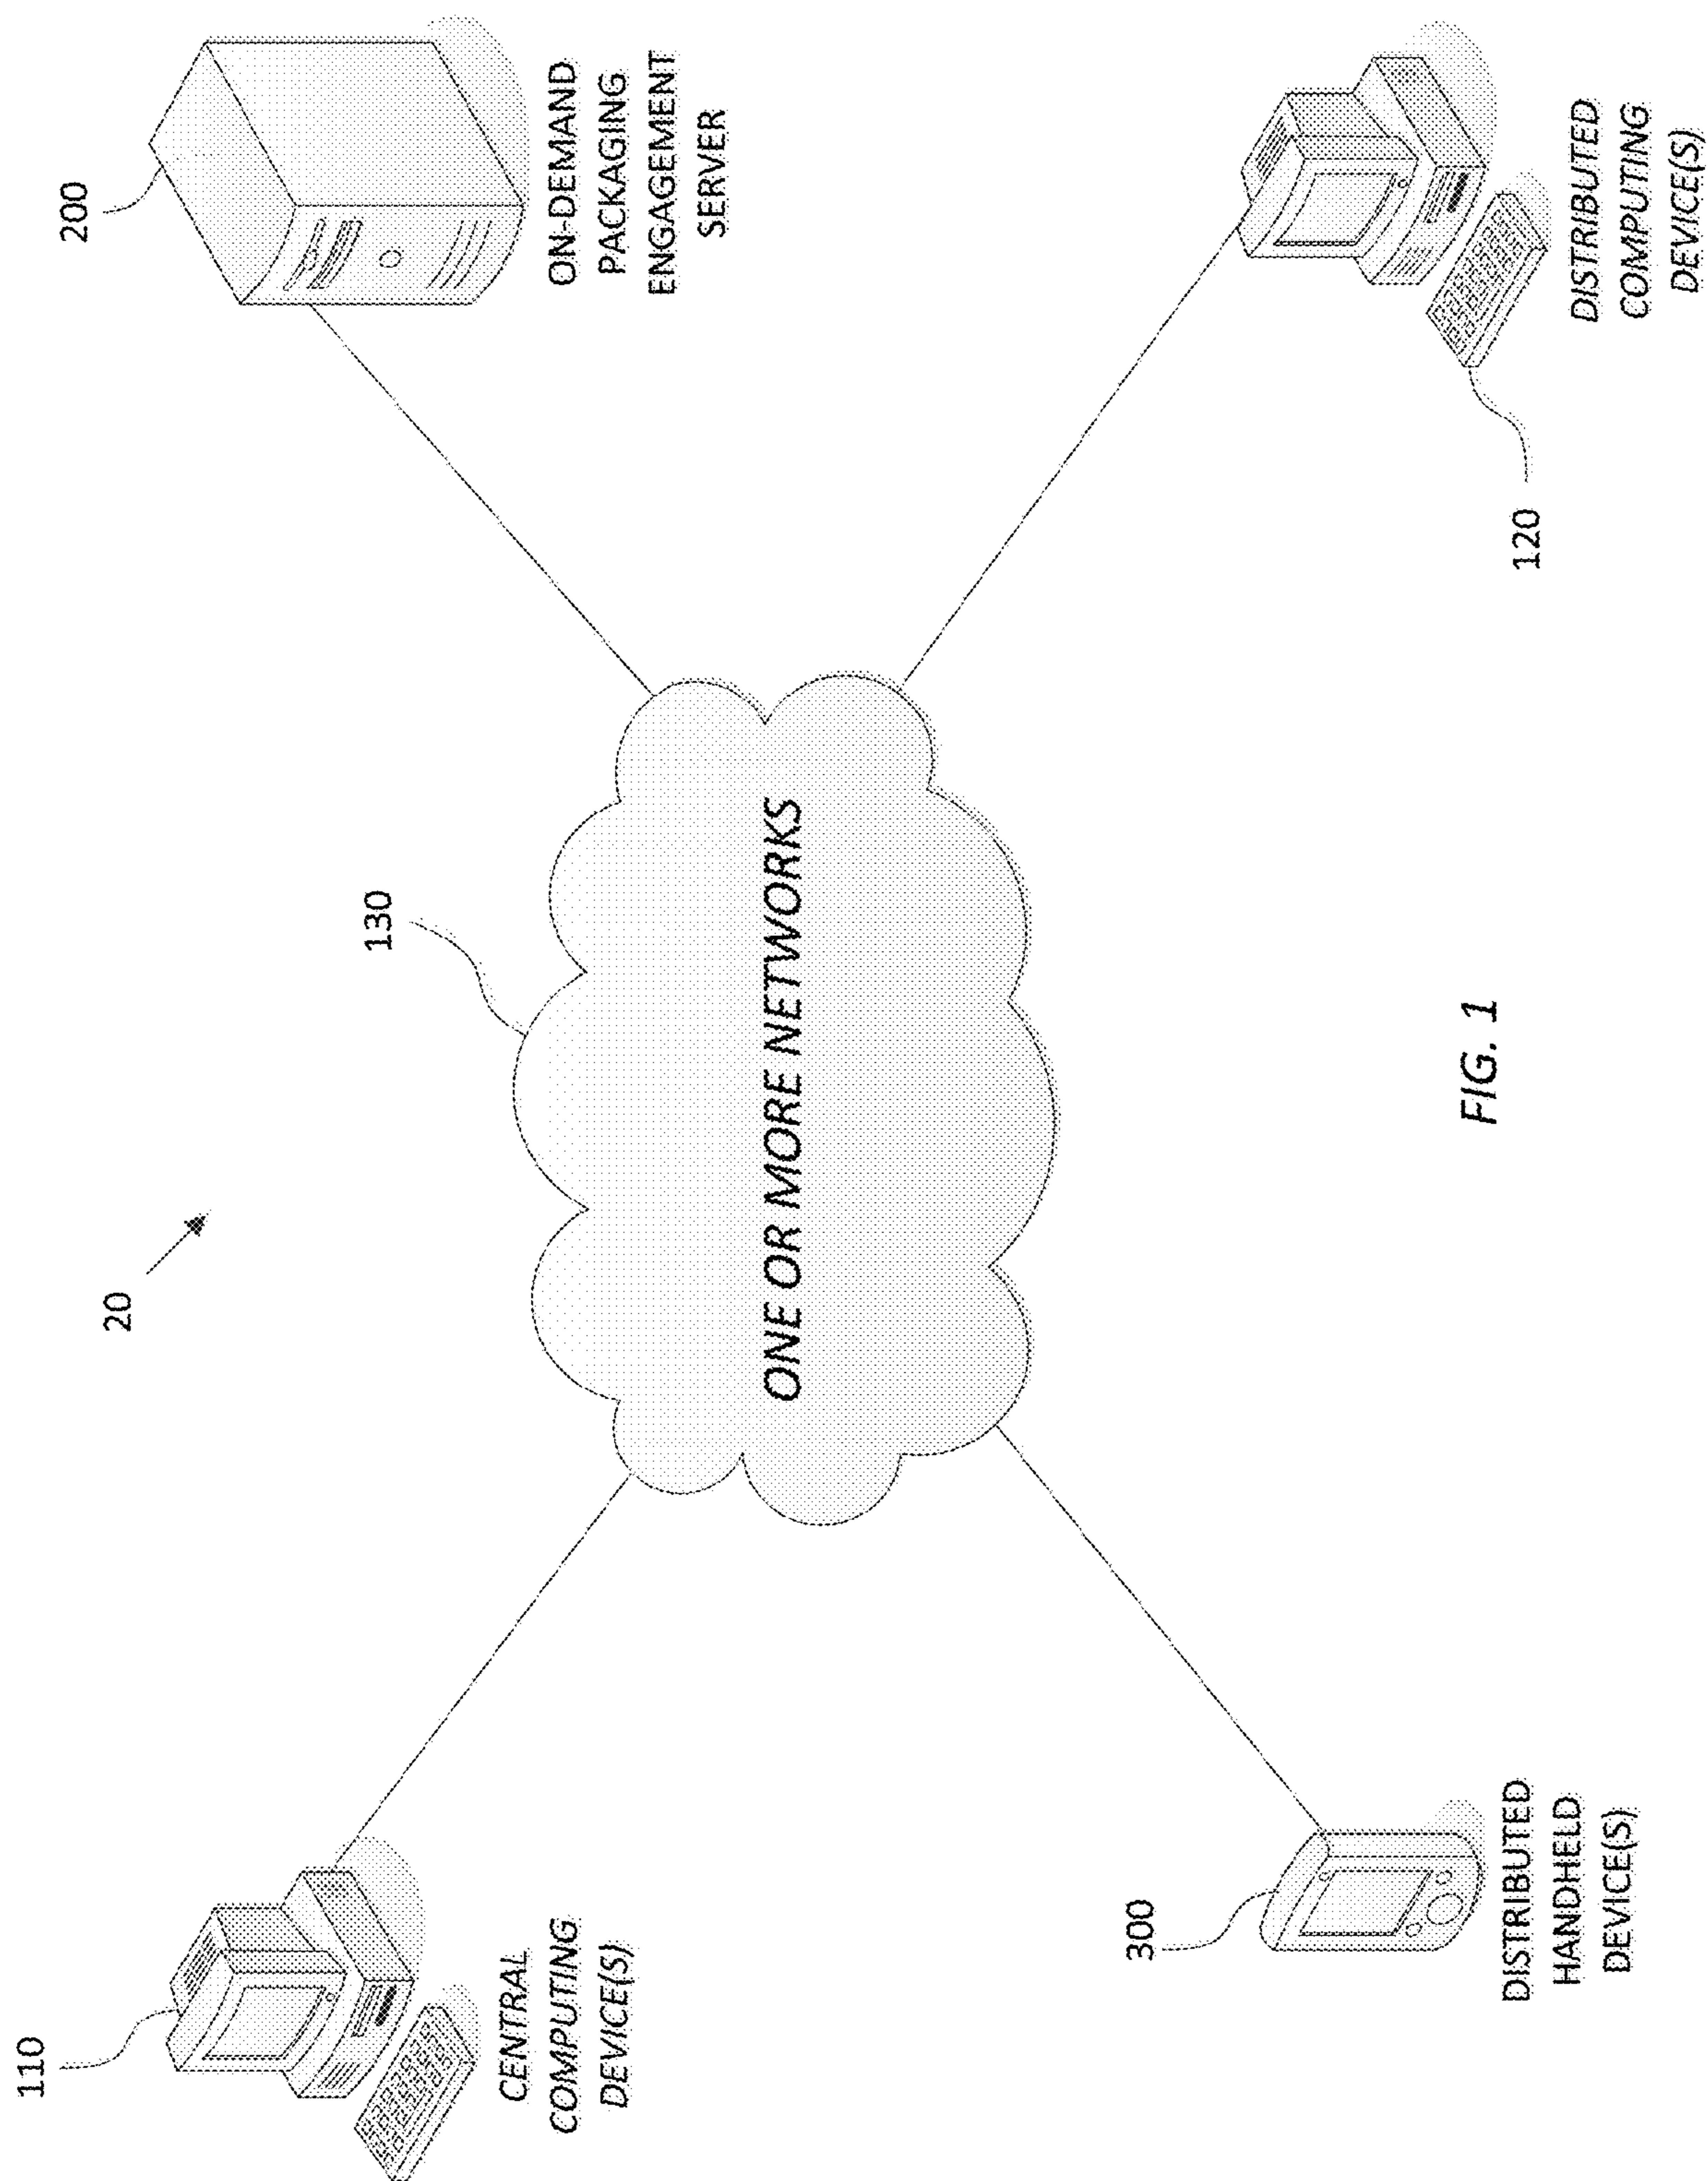 20
110
CENTRAL
COMPUTING
DEVICE(S)
130
200
ON-DEMAND
PACKAGING
ENGAGEMENT
SERVER
ONE OR MORE NETWORKS
300
DISTRIBUTED
HANDHELD
DEVICE(S)
120
DISTRIBUTED
COMPUTING
DEVICE(S)
FIG. 1